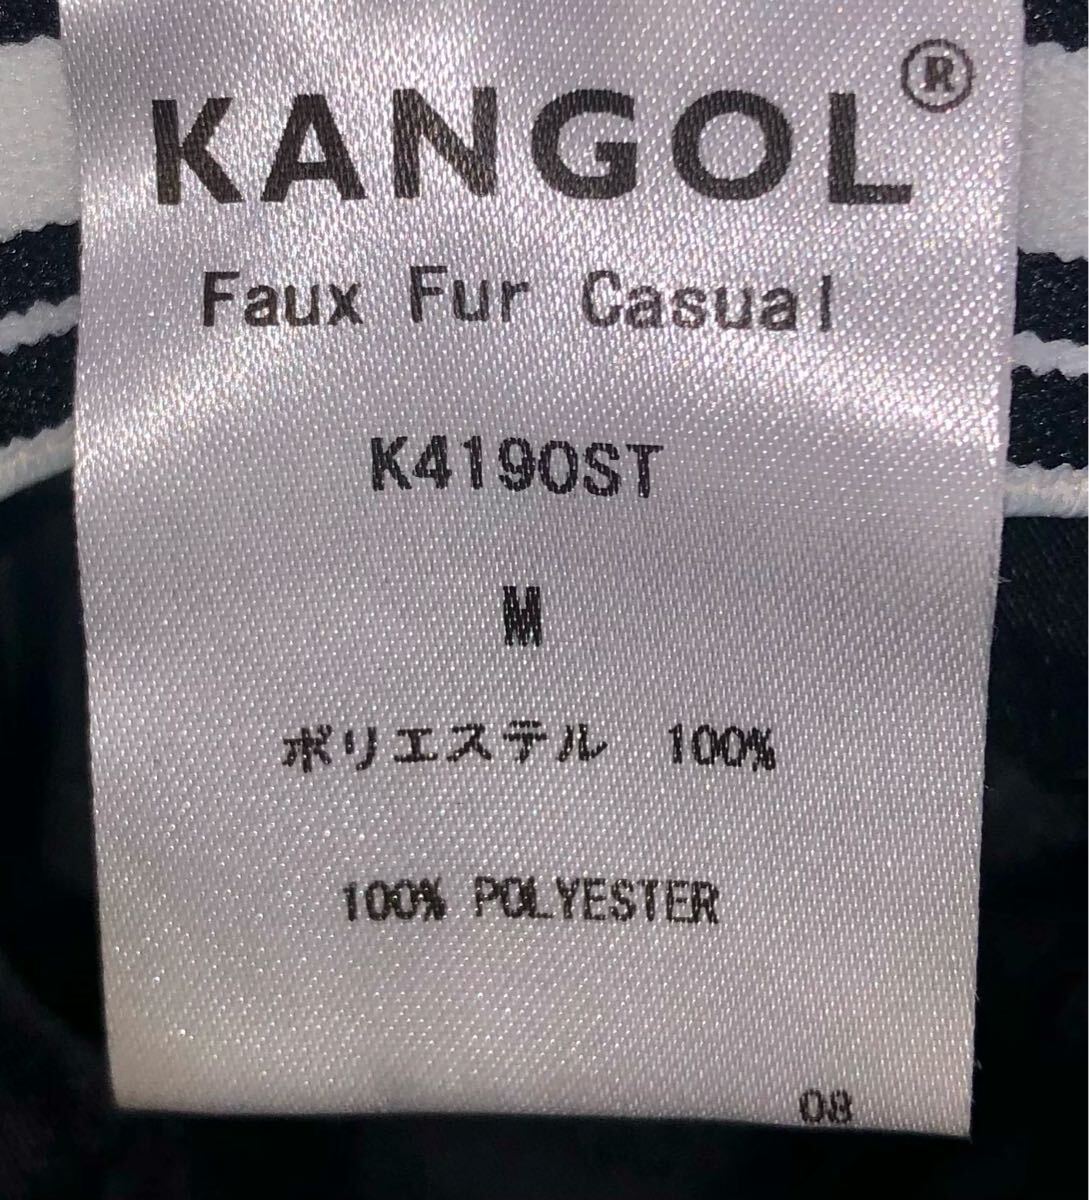 KANGOL®
Faux Fur Casual
K4190ST
M
ポリエステル 100%
100% POLYESTER
08